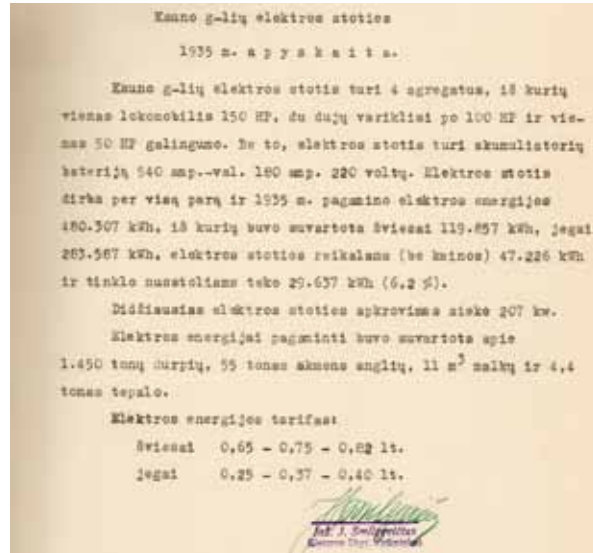 Kauno g-lių elektros stoties
1935 m. a p y s k a i t a.
Kauno g-lių elektros stotis turi 4 agregatus, iš kurių
vienas lokomobilis 150 HP, du dujų varikliai po 100 HP ir vie-
nas 50 HP galingumo. Be to, elektros stotis turi akumuliatorių
bateriją 540 amp.-val. 180 amp. 220 voltų. Elektros stotis
dirba per visą parą ir 1935 m. pagamino elektros energijos
480.307 kWh, iš kurių buvo suvartota šviesai 119.857 kWh, jegai
283.587 kWh, elektros stoties reikalams (be kainos) 47.226 kWh
ir tinklo nuostoliams teko 29.637 kWh (6,2 %).
Didžiausias elektros stoties apkrovimas siekė 207 kw.
Elektros energijai pagaminti buvo suvartota apie
1.450 tonų durpių, 55 tonas akmens anglių, 11 m³ malkų ir 4,4
tonas tepalo.
Elektros energijos tarifas:
šviesai 0,65 - 0,75 - 0,82 lt.
jegai 0,25 - 0,37 - 0,40 lt.
Inž. J.